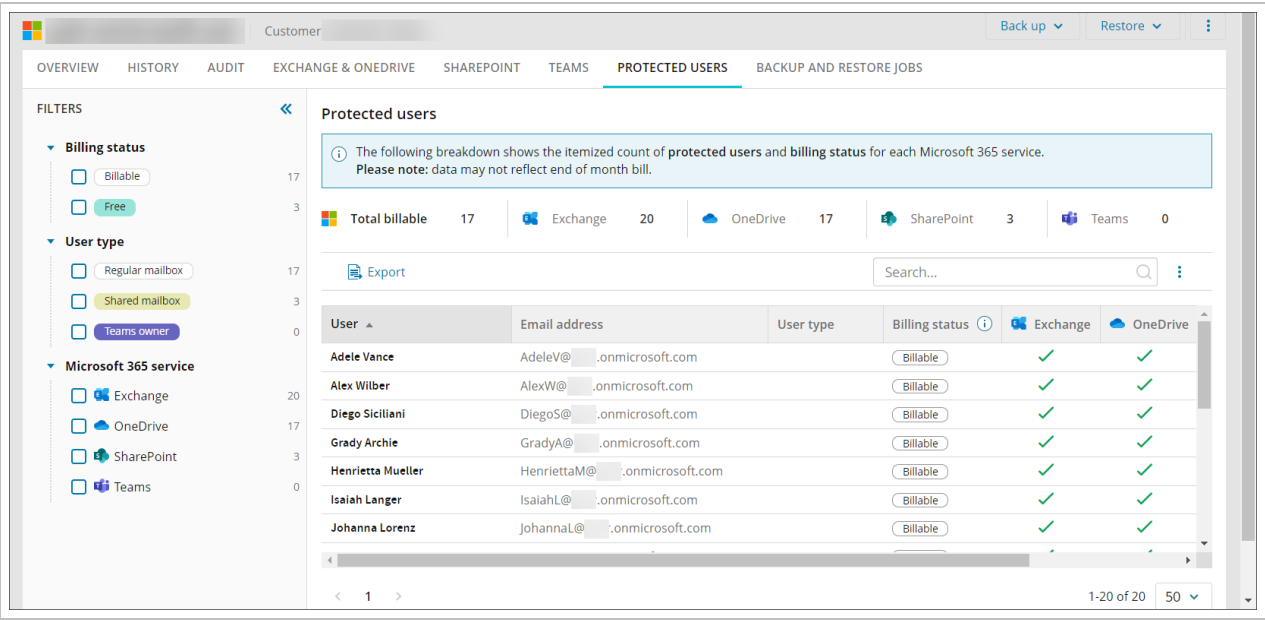 Customer
Back up
Restore
OVERVIEW HISTORY AUDIT EXCHANGE & ONEDRIVE SHAREPOINT TEAMS PROTECTED USERS BACKUP AND RESTORE JOBS
FILTERS
Billing status
Billable 17
Free 3
User type
Regular mailbox 17
Shared mailbox 3
Teams owner 0
Microsoft 365 service
Exchange 20
OneDrive 17
SharePoint 3
Teams 0
Protected users
The following breakdown shows the itemized count of protected users and billing status for each Microsoft 365 service.
Please note: data may not reflect end of month bill.
Total billable 17 Exchange 20 OneDrive 17 SharePoint 3 Teams 0
Export
Search...
User Email address User type Billing status Exchange OneDrive
Adele Vance AdeleV@ .onmicrosoft.com Billable
Alex Wilber AlexW@ .onmicrosoft.com Billable
Diego Siciliani DiegoS@ .onmicrosoft.com Billable
Grady Archie GradyA@ .onmicrosoft.com Billable
Henrietta Mueller HenriettaM@ .onmicrosoft.com Billable
Isaiah Langer IsaiahL@ .onmicrosoft.com Billable
Johanna Lorenz JohannaL@ .onmicrosoft.com Billable
1
1-20 of 20 50